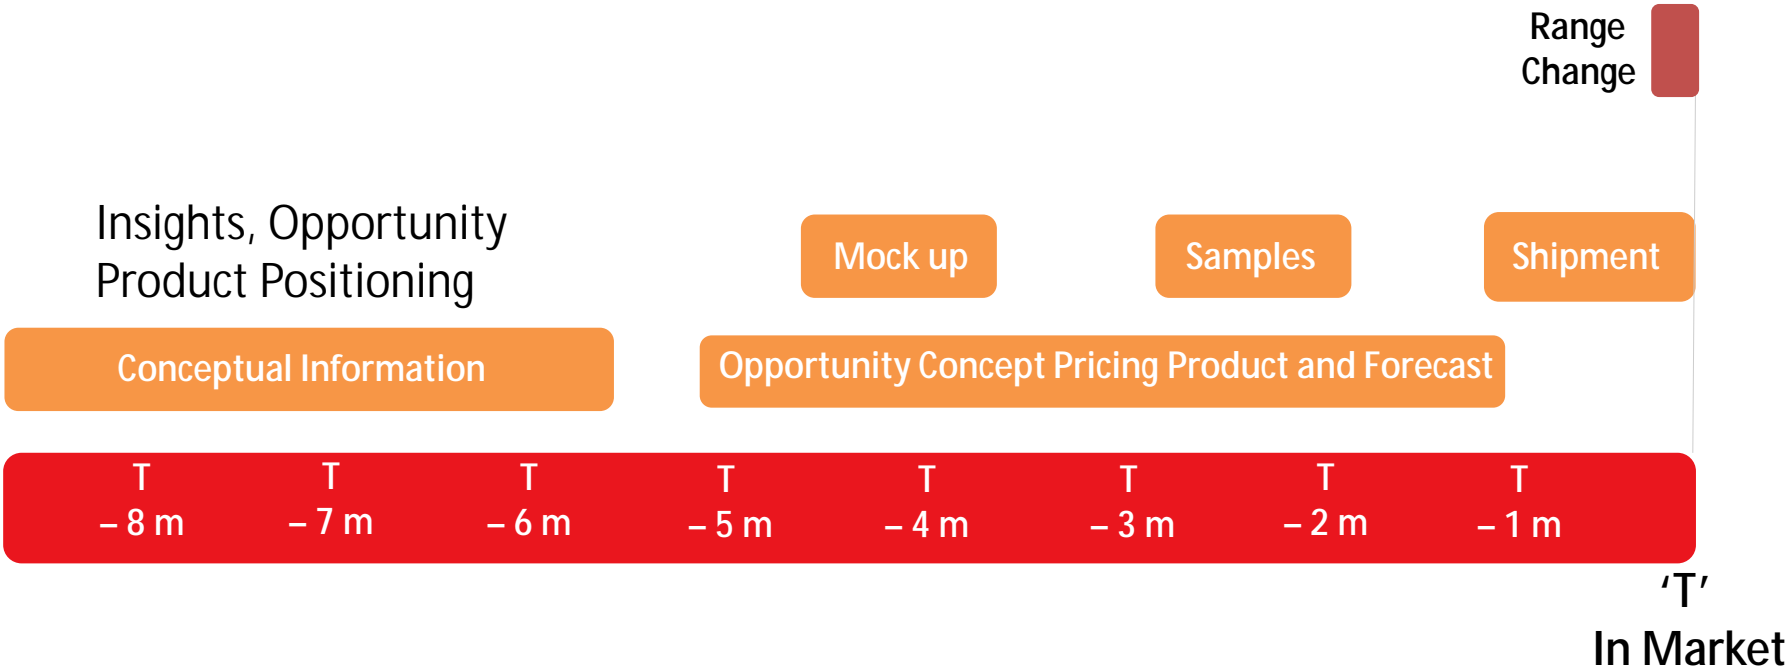 Range
Change
Insights, Opportunity
Product Positioning
Mock up
Samples
Shipment
Conceptual Information
Opportunity Concept Pricing Product and Forecast
T
– 8 m
T
– 7 m
T
– 6 m
T
– 5 m
T
– 4 m
T
– 3 m
T
– 2 m
T
– 1 m
‘T’
In Market